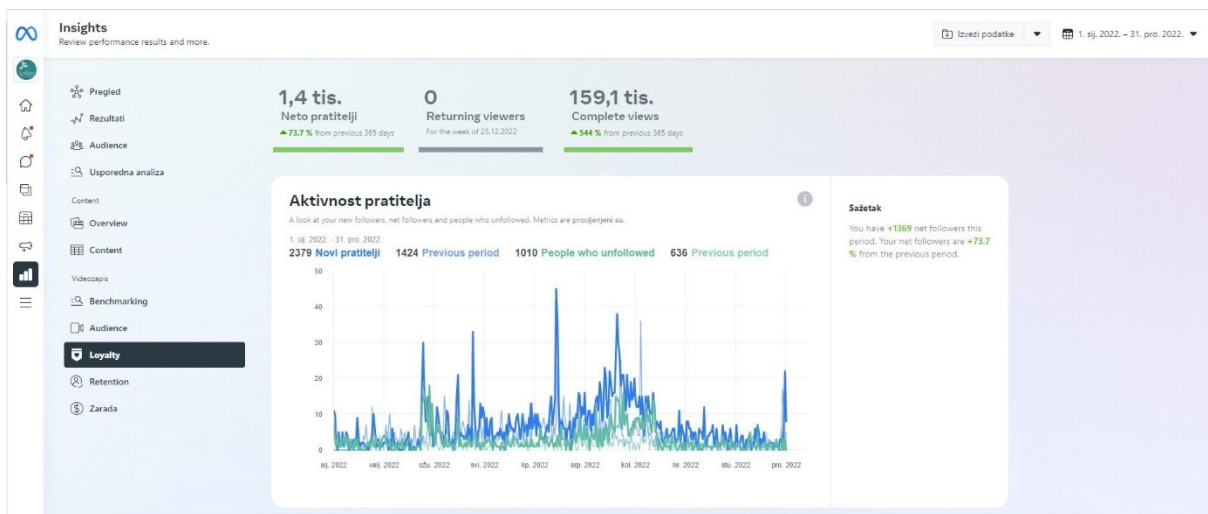 Insights
Review performance results and more.
Izvezi podatke
1. sij. 2022. – 31. pro. 2022.
Pregled
Rezultati
Audience
Usporedna analiza
Content
Overview
Content
Videozapis
Benchmarking
Audience
Loyalty
Retention
Zarada
1,4 tis.
Neto pratitelji
73.7 % from previous 365 days
0
Returning viewers
For the week of 25.12.2022
159,1 tis.
Complete views
544 % from previous 365 days
Aktivnost pratitelja
A look at your new followers, net followers and people who unfollowed. Metrics are procijenjeni su.
1. sij. 2022. - 31. pro. 2022.
2379 Novi pratitelji 1424 Previous period 1010 People who unfollowed 636 Previous period
50
40
30
20
10
0
sij. 2022 velj. 2022 ožu. 2022 svi. 2022 lip. 2022 srp. 2022 kol. 2022 lis. 2022 stu. 2022 pro. 2022
Sažetak
You have +1369 net followers this
period. Your net followers are +73.7
% from the previous period.